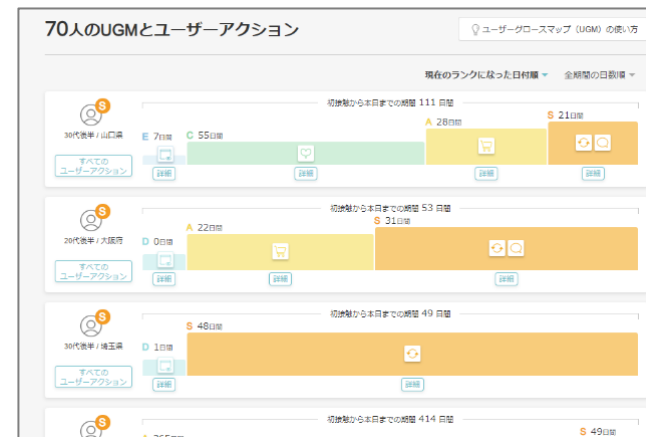 70人のUGMとユーザーアクション
ユーザーグロースマップ（UGM）の使い方
現在のランクになった日付順 全期間の日数順
初接触から本日までの期間 111 日間
S
30代後半 / 山口県
E 7日間
C 55日間
A 28日間
S 21日間
すべての
ユーザーアクション
詳細 詳細 詳細 詳細
初接触から本日までの期間 53 日間
S
20代後半 / 大阪府
D 0日間
A 22日間
S 31日間
すべての
ユーザーアクション
詳細 詳細 詳細
初接触から本日までの期間 49 日間
S
30代後半 / 埼玉県
D 1日間
S 48日間
すべての
ユーザーアクション
詳細 詳細
初接触から本日までの期間 414 日間
S
S 49日間